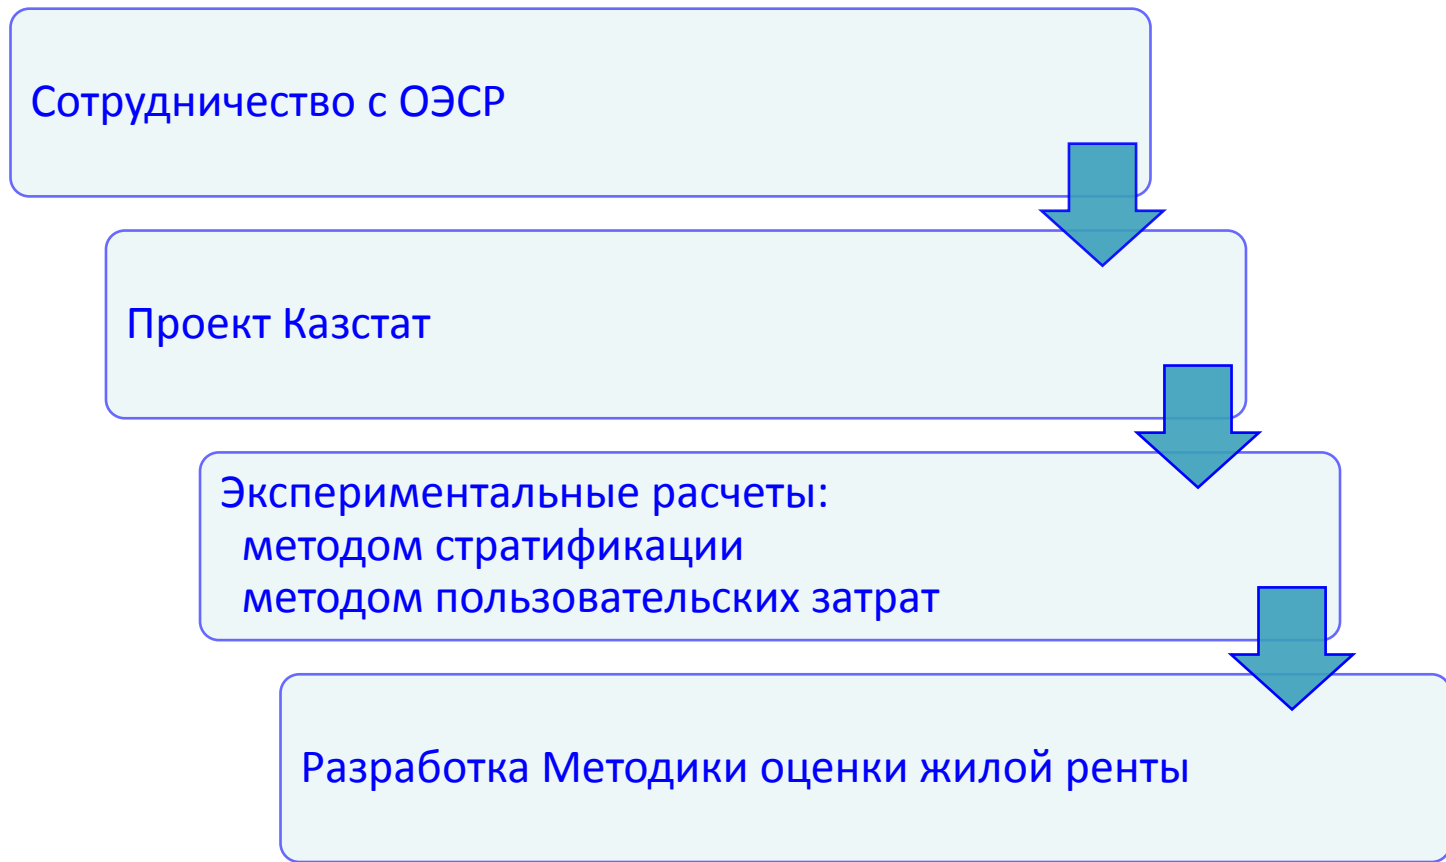 Сотрудничество с ОЭСР
Проект Казстат
Экспериментальные расчеты:
методом стратификации
методом пользовательских затрат
Разработка Методики оценки жилой ренты